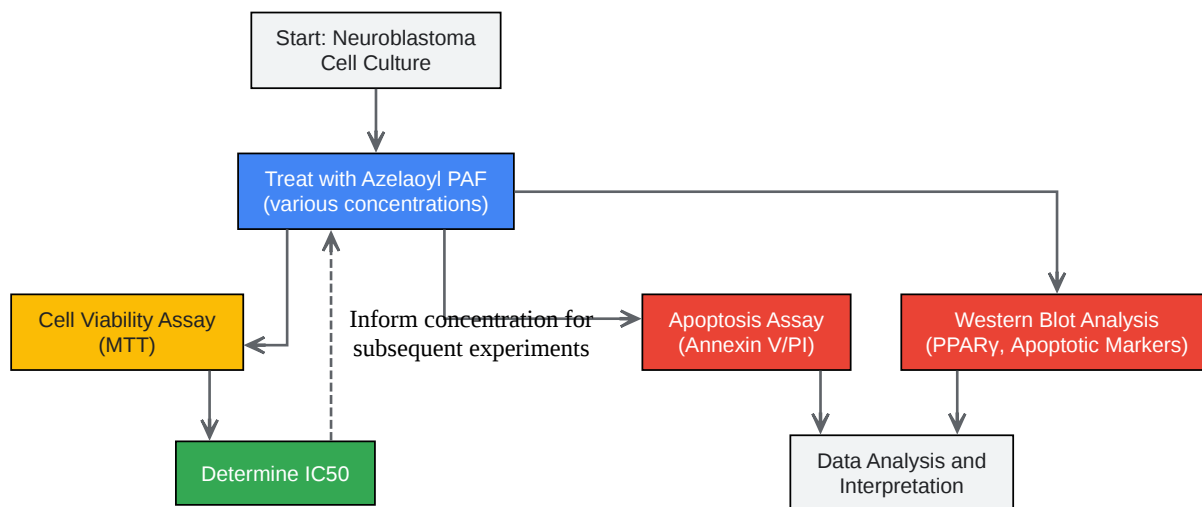 Start: Neuroblastoma
Cell Culture
Treat with Azelaoyl PAF
(various concentrations)
Cell Viability Assay
(MTT)
Inform concentration for
subsequent experiments
Apoptosis Assay
(Annexin V/PI)
Western Blot Analysis
(PPARγ, Apoptotic Markers)
Determine IC50
Data Analysis and
Interpretation